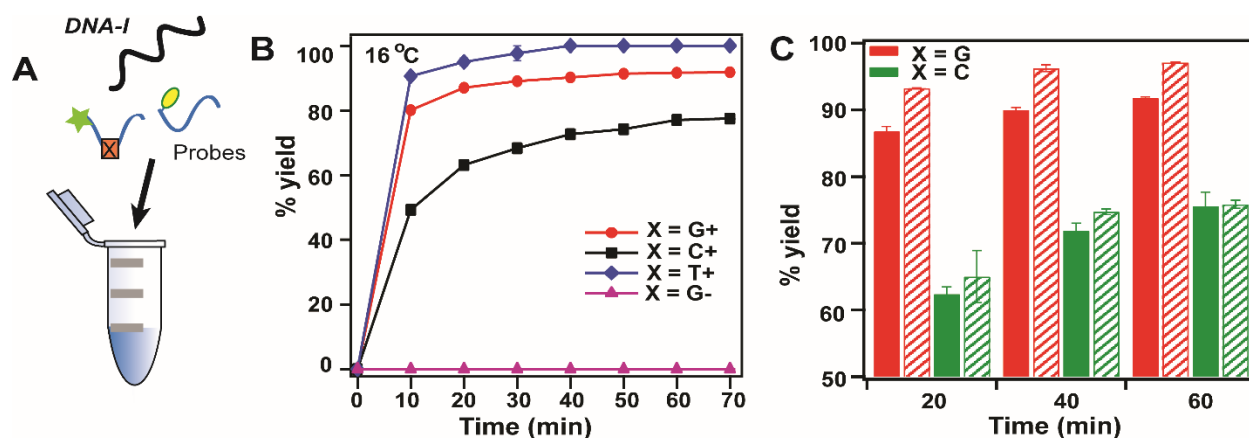 A
DNA-I
X
Probes
B
16 °C
% yield
100
80
60
40
20
0
X = G+
X = C+
X = T+
X = G-
0 10 20 30 40 50 60 70
Time (min)
C
% yield
100
90
80
70
60
50
X = G
X = C
20 40 60
Time (min)